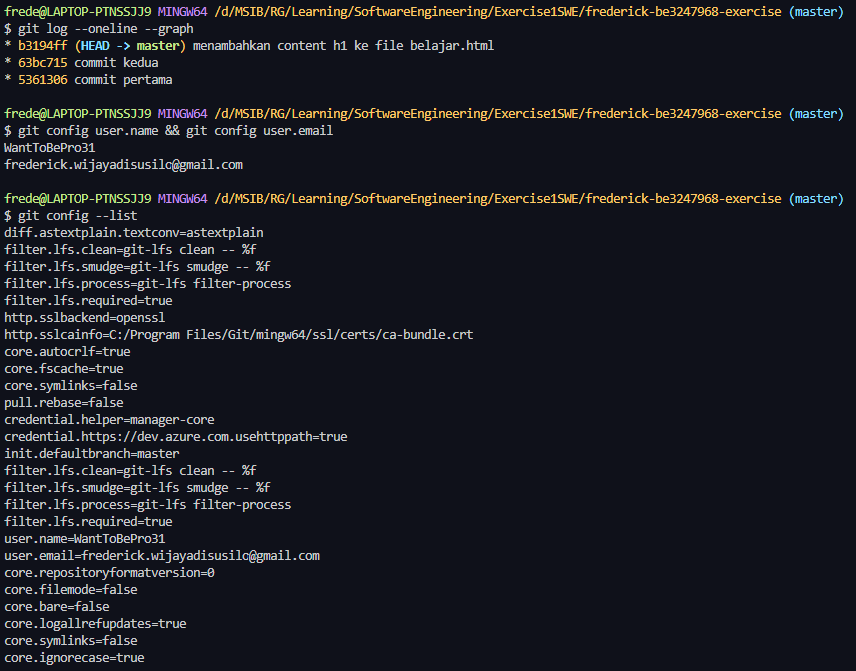 frede@LAPTOP-PTNSSJJ9 MINGW64 /d/MSIB/RG/Learning/SoftwareEngineering/Exercise1SWE/frederick-be3247968-exercise (master)
$ git log --oneline --graph
* b3194ff (HEAD -> master) menambahkan content h1 ke file belajar.html
* 63bc715 commit kedua
* 5361306 commit pertama
frede@LAPTOP-PTNSSJJ9 MINGW64 /d/MSIB/RG/Learning/SoftwareEngineering/Exercise1SWE/frederick-be3247968-exercise (master)
$ git config user.name && git config user.email
WantToBePro31
frederick.wijayadisusilo@gmail.com
frede@LAPTOP-PTNSSJJ9 MINGW64 /d/MSIB/RG/Learning/SoftwareEngineering/Exercise1SWE/frederick-be3247968-exercise (master)
$ git config --list
diff.astextplain.textconv=astextplain
filter.lfs.clean=git-lfs clean -- %f
filter.lfs.smudge=git-lfs smudge -- %f
filter.lfs.process=git-lfs filter-process
filter.lfs.required=true
http.sslbackend=openssl
http.sslcainfo=C:/Program Files/Git/mingw64/ssl/certs/ca-bundle.crt
core.autocrlf=true
core.fscache=true
core.symlinks=false
pull.rebase=false
credential.helper=manager-core
credential.https://dev.azure.com.usehttppath=true
init.defaultbranch=master
filter.lfs.clean=git-lfs clean -- %f
filter.lfs.smudge=git-lfs smudge -- %f
filter.lfs.process=git-lfs filter-process
filter.lfs.required=true
user.name=WantToBePro31
user.email=frederick.wijayadisusilo@gmail.com
core.repositoryformatversion=0
core.filemode=false
core.bare=false
core.logallrefupdates=true
core.symlinks=false
core.ignorecase=true